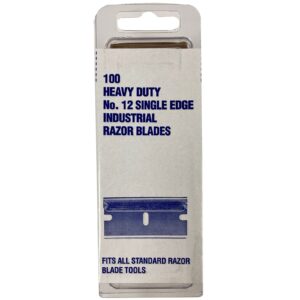 100
HEAVY DUTY
No. 12 SINGLE EDGE
INDUSTRIAL
RAZOR BLADES
FITS ALL STANDARD RAZOR
BLADE TOOLS